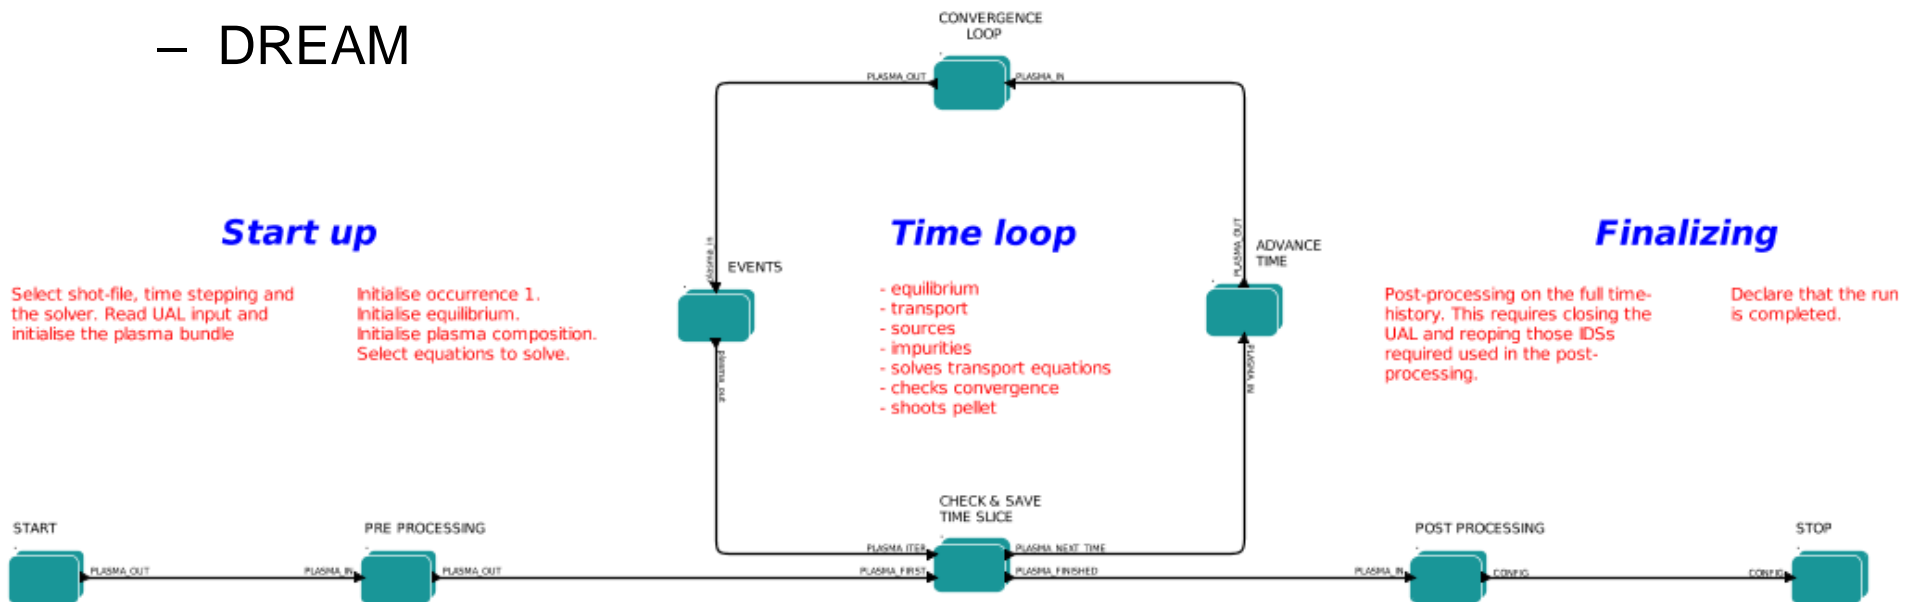 – DREAM
CONVERGENCE
LOOP
PLASMA_OUT
PLASMA_IN
Start up
Time loop
Finalizing
plasma_in
EVENTS
PLASMA_OUT
ADVANCE
TIME
Select shot-file, time stepping and
the solver. Read UAL input and
initialise the plasma bundle
Initialise occurrence 1.
Initialise equilibrium.
Initialise plasma composition.
Select equations to solve.
- equilibrium
- transport
- sources
- impurities
- solves transport equations
- checks convergence
- shoots pellet
Post-processing on the full time-
history. This requires closing the
UAL and reoping those IDSs
required used in the post-
processing.
Declare that the run
is completed.
plasma_out
PLASMA_IN
CHECK & SAVE
TIME SLICE
START
PRE PROCESSING
POST PROCESSING
STOP
PLASMA_ITER
PLASMA_NEXT_TIME
PLASMA_OUT
PLASMA_IN
PLASMA_OUT
PLASMA_FIRST
PLASMA_FINISHED
PLASMA_IN
CONFIG
CONFIG